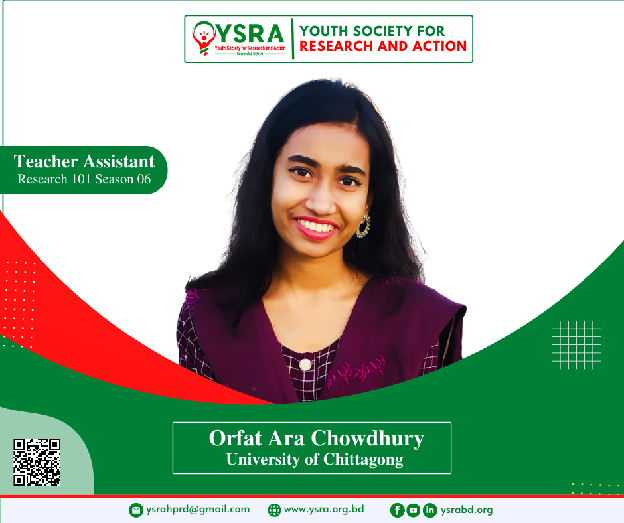 YSRA
Youth Society for Research and Action
YOUTH SOCIETY FOR
RESEARCH AND ACTION
Teacher Assistant
Research 101 Season 06
Orfat Ara Chowdhury
University of Chittagong
ysrahprd@gmail.com
www.ysra.org.bd
ysrabd.org